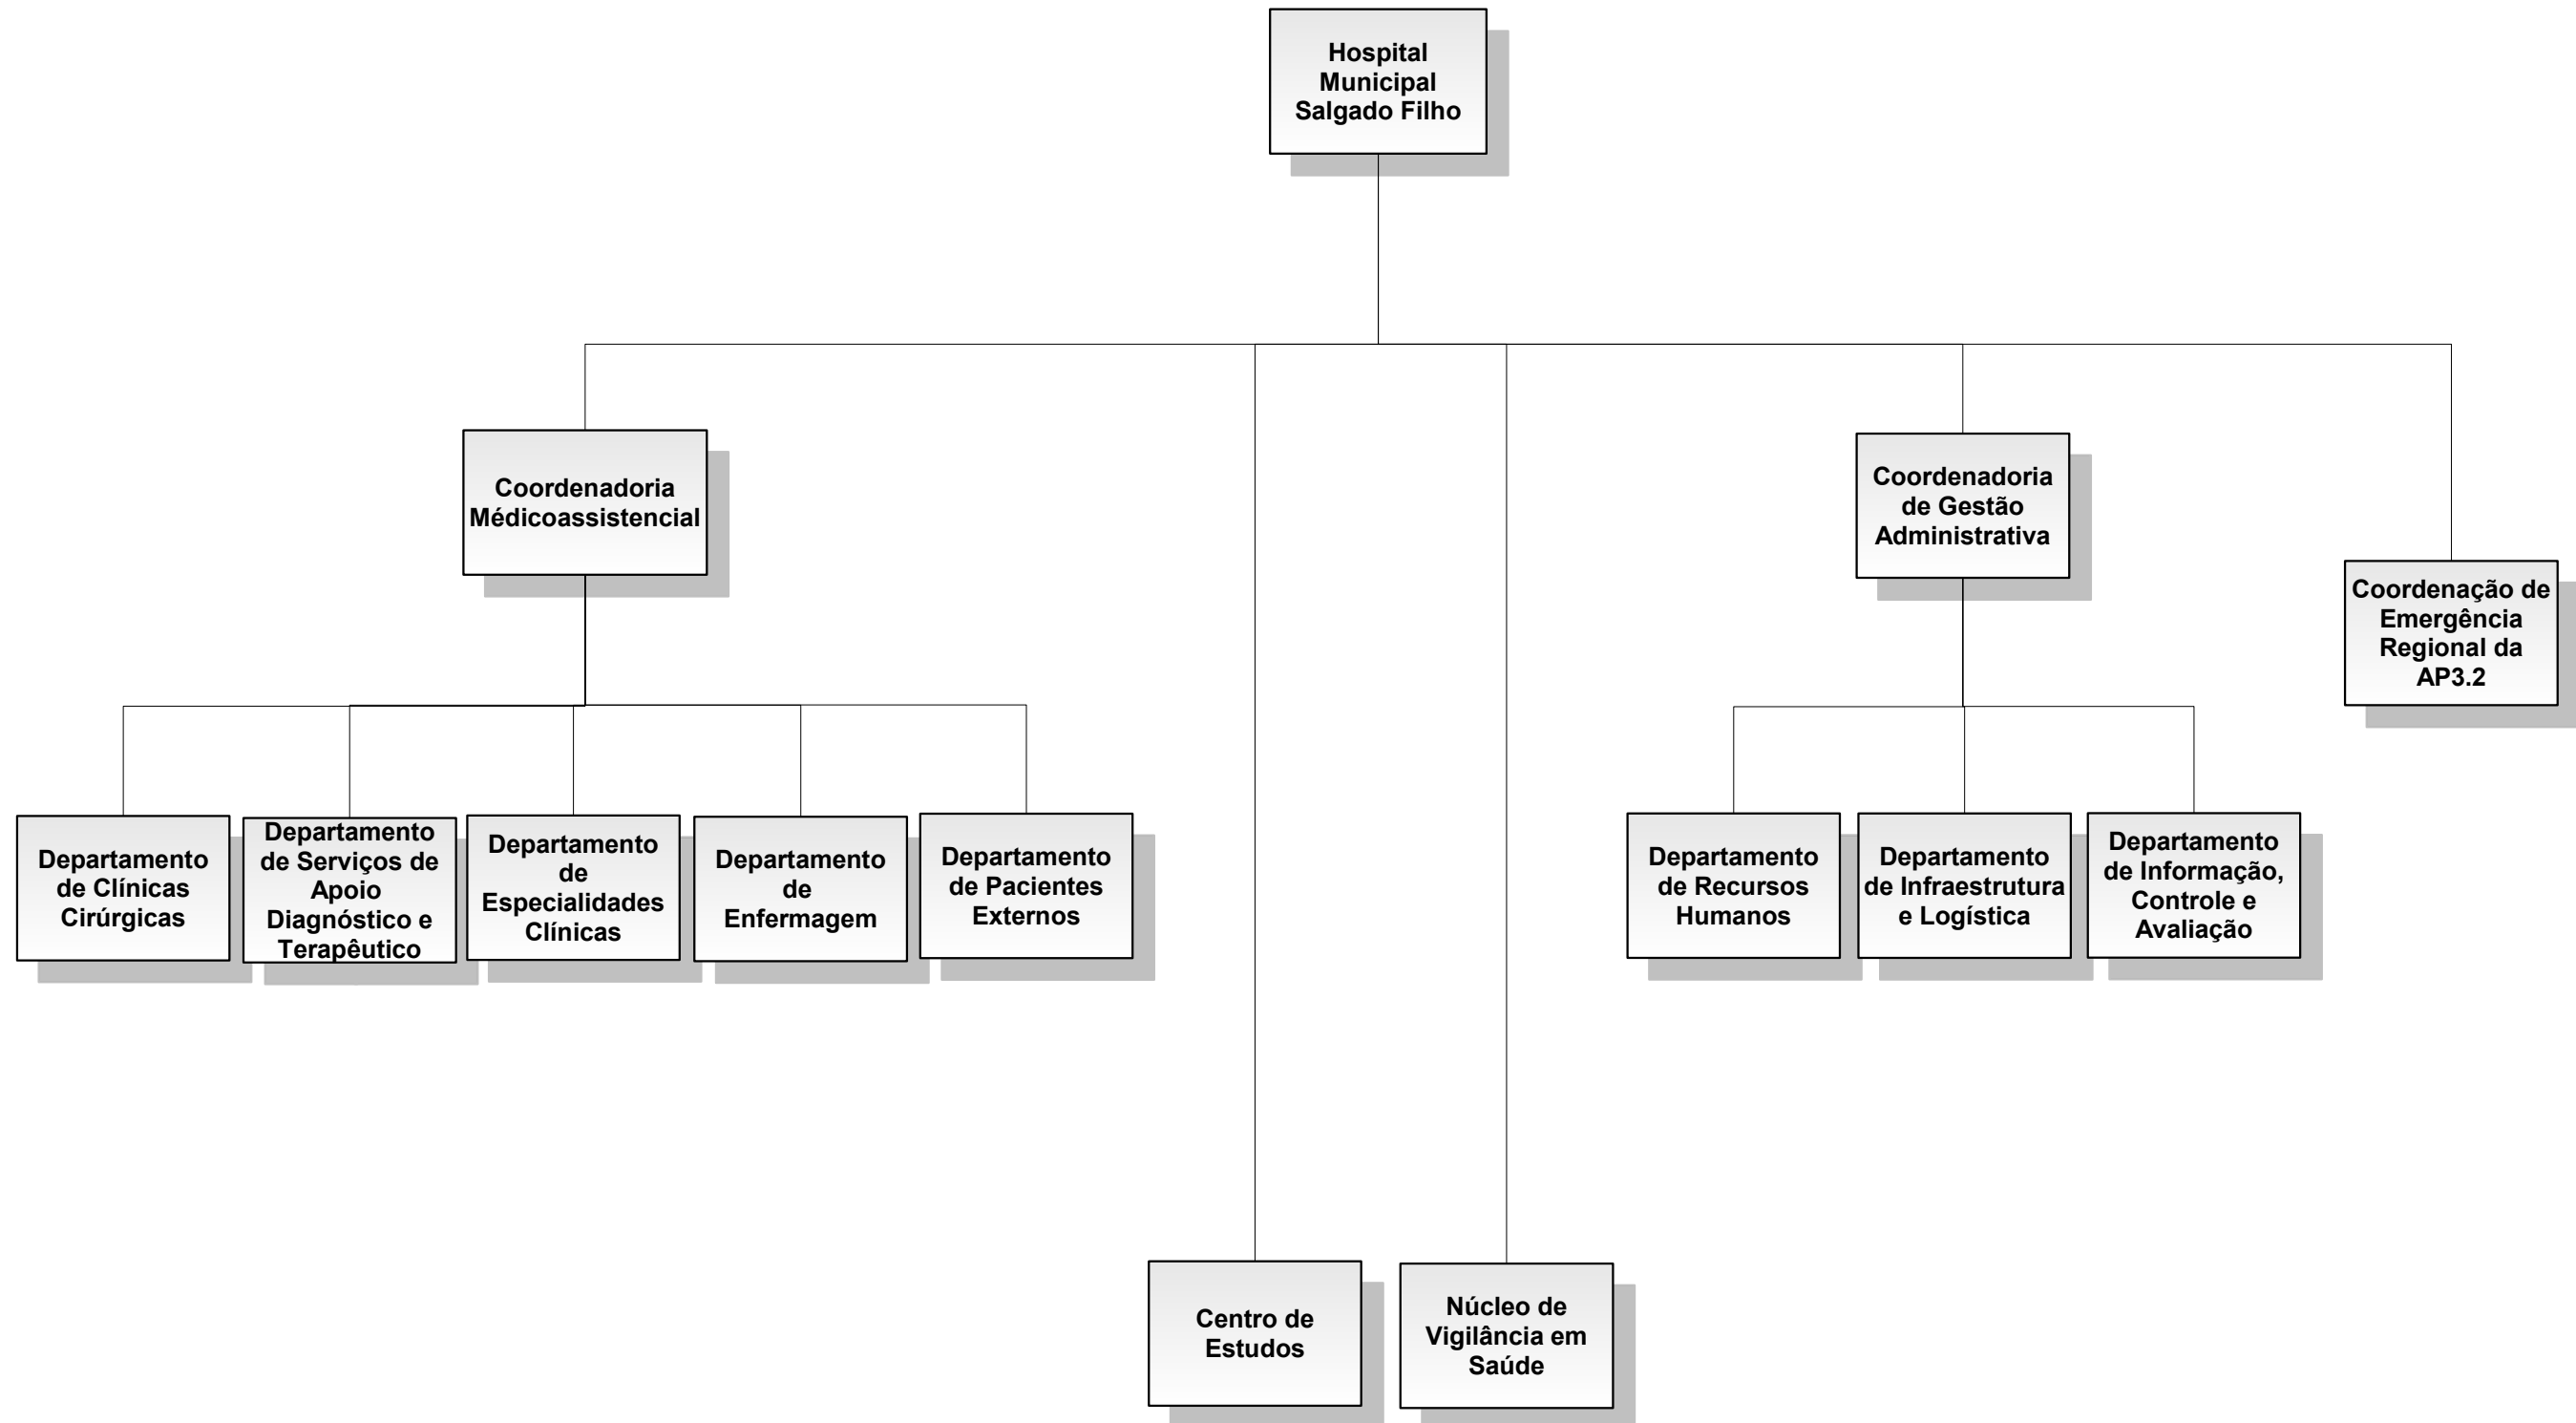 Hospital
Municipal
Salgado Filho
Coordenadoria
Médicoassistencial
Coordenadoria
de Gestão
Administrativa
Coordenação de
Emergência
Regional da
AP3.2
Departamento
de Clínicas
Cirúrgicas
Departamento
de Serviços de
Apoio
Diagnóstico e
Terapêutico
Departamento
de
Especialidades
Clínicas
Departamento
de
Enfermagem
Departamento
de Pacientes
Externos
Departamento
de Recursos
Humanos
Departamento
de Infraestrutura
e Logística
Departamento
de Informação,
Controle e
Avaliação
Centro de
Estudos
Núcleo de
Vigilância em
Saúde